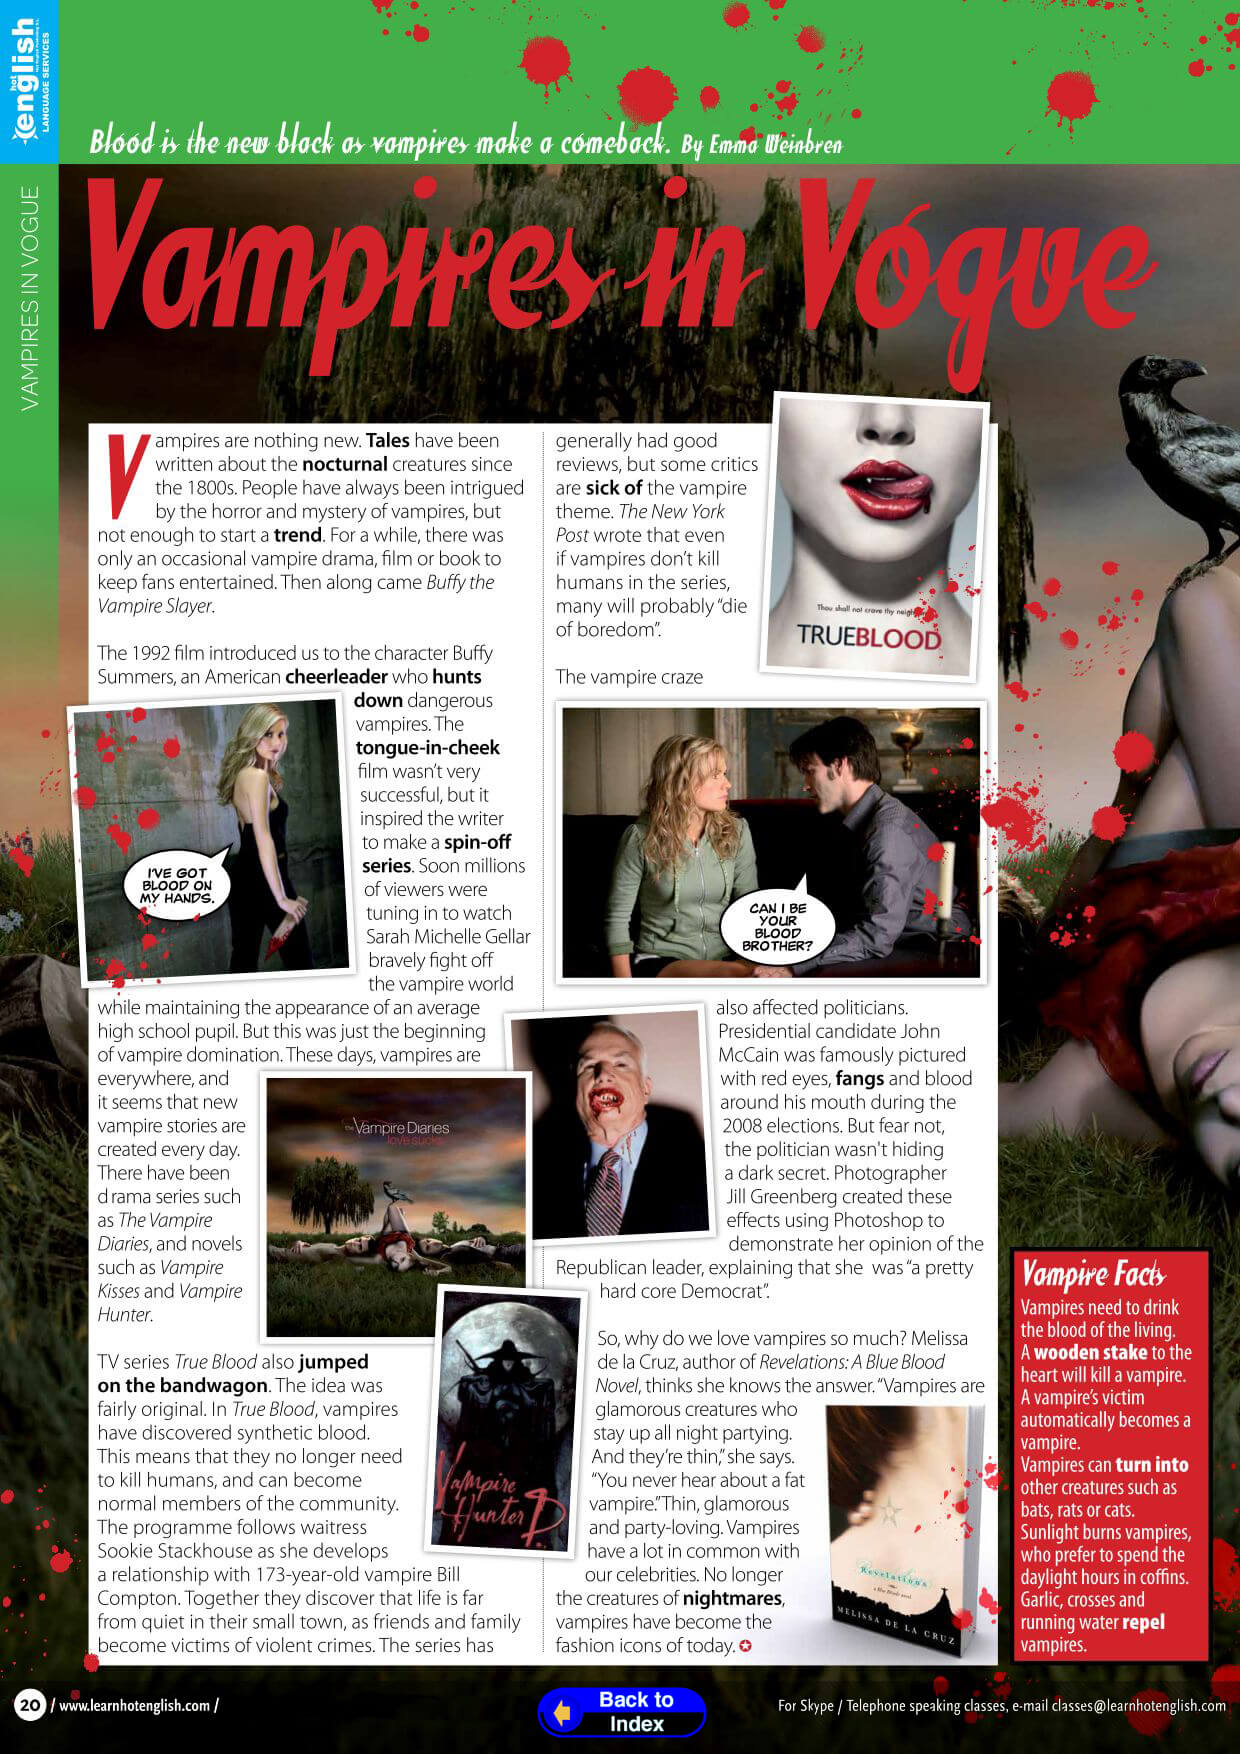 hot
english
LANGUAGE SERVICES
VAMPIRES IN VOGUE
Blood is the new black as vampires make a comeback. By Emma Weinbren
Vampires in Vogue
Vampires are nothing new. Tales have been
written about the nocturnal creatures since
the 1800s. People have always been intrigued
by the horror and mystery of vampires, but
not enough to start a trend. For a while, there was
only an occasional vampire drama, film or book to
keep fans entertained. Then along came Buffy the
Vampire Slayer.
The 1992 film introduced us to the character Buffy
Summers, an American cheerleader who hunts
down dangerous
vampires. The
tongue-in-cheek
film wasn't very
successful, but it
inspired the writer
to make a spin-off
series. Soon millions
of viewers were
tuning in to watch
Sarah Michelle Gellar
bravely fight off
the vampire world
while maintaining the appearance of an average
high school pupil. But this was just the beginning
of vampire domination. These days, vampires are
everywhere, and
it seems that new
vampire stories are
created every day.
There have been
drama series such
as The Vampire
Diaries, and novels
such as Vampire
Kisses and Vampire
Hunter.
TV series True Blood also jumped
on the bandwagon. The idea was
fairly original. In True Blood, vampires
have discovered synthetic blood.
This means that they no longer need
to kill humans, and can become
normal members of the community.
The programme follows waitress
Sookie Stackhouse as she develops
a relationship with 173-year-old vampire Bill
Compton. Together they discover that life is far
from quiet in their small town, as friends and family
become victims of violent crimes. The series has
I'VE GOT
BLOOD ON
MY HANDS.
The Vampire Diaries
love sucks
Vampire
Hunter D
generally had good
reviews, but some critics
are sick of the vampire
theme. The New York
Post wrote that even
if vampires don't kill
humans in the series,
many will probably "die
of boredom".
The vampire craze
also affected politicians.
Presidential candidate John
McCain was famously pictured
with red eyes, fangs and blood
around his mouth during the
2008 elections. But fear not,
the politician wasn't hiding
a dark secret. Photographer
Jill Greenberg created these
effects using Photoshop to
demonstrate her opinion of the
Republican leader, explaining that she was "a pretty
hard core Democrat".
So, why do we love vampires so much? Melissa
de la Cruz, author of Revelations: A Blue Blood
Novel, thinks she knows the answer. "Vampires are
glamorous creatures who
stay up all night partying.
And they're thin," she says.
"You never hear about a fat
vampire." Thin, glamorous
and party-loving. Vampires
have a lot in common with
our celebrities. No longer
the creatures of nightmares,
vampires have become the
fashion icons of today.
Thou shall not crave thy
TRUEBLOOD
CAN I BE
YOUR
BLOOD
BROTHER?
Revelations
a Blue Bloods novel
MELISSA DE LA CRUZ
Vampire Facts
Vampires need to drink
the blood of the living.
A wooden stake to the
heart will kill a vampire.
A vampire's victim
automatically becomes a
vampire.
Vampires can turn into
other creatures such as
bats, rats or cats.
Sunlight burns vampires,
who prefer to spend the
daylight hours in coffins.
Garlic, crosses and
running water repel
vampires.
20 / www.learnhotenglish.com /
Back to
Index
For Skype / Telephone speaking classes, e-mail classes@learnhotenglish.com